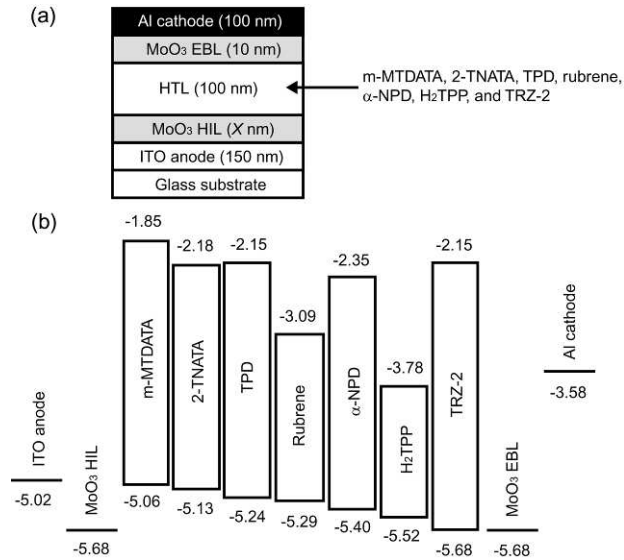 (a)
Al cathode (100 nm)
MoO₃ EBL (10 nm)
HTL (100 nm)
m-MTDATA, 2-TNATA, TPD, rubrene,
α-NPD, H₂TPP, and TRZ-2
MoO₃ HIL (X nm)
ITO anode (150 nm)
Glass substrate
(b)
-1.85
-2.18
-2.15
-3.09
-2.35
-3.78
-2.15
ITO anode
MoO₃ HIL
m-MTDATA
2-TNATA
TPD
Rubrene
α-NPD
H₂TPP
TRZ-2
MoO₃ EBL
Al cathode
-3.58
-5.02
-5.68
-5.06
-5.13
-5.24
-5.29
-5.40
-5.52
-5.68
-5.68